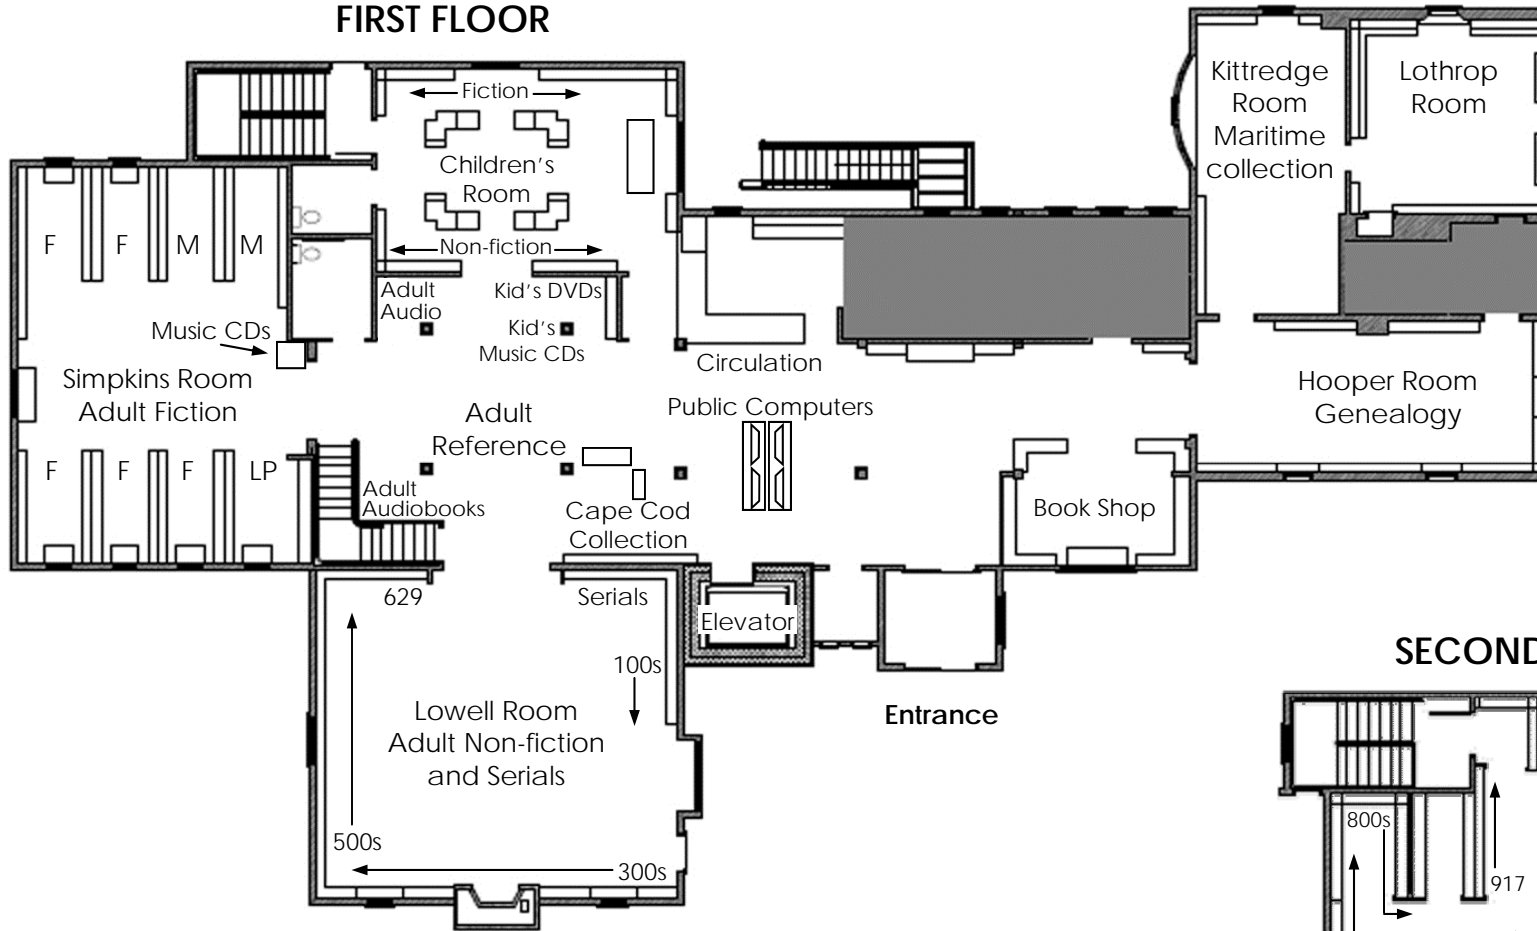 FIRST FLOOR
Fiction
Children's
Room
Non-fiction
Kittredge
Room
Maritime
collection
Lothrop
Room
F
F
M
M
Adult
Audio
Kid's DVDs
Kid's
Music CDs
Music CDs
Simpkins Room
Adult Fiction
Circulation
Public Computers
Adult
Reference
Hooper Room
Genealogy
F
F
F
LP
Adult
Audiobooks
Cape Cod
Collection
Book Shop
629
Serials
Elevator
100s
Lowell Room
Adult Non-fiction
and Serials
500s
300s
Entrance
SECOND
800s
917